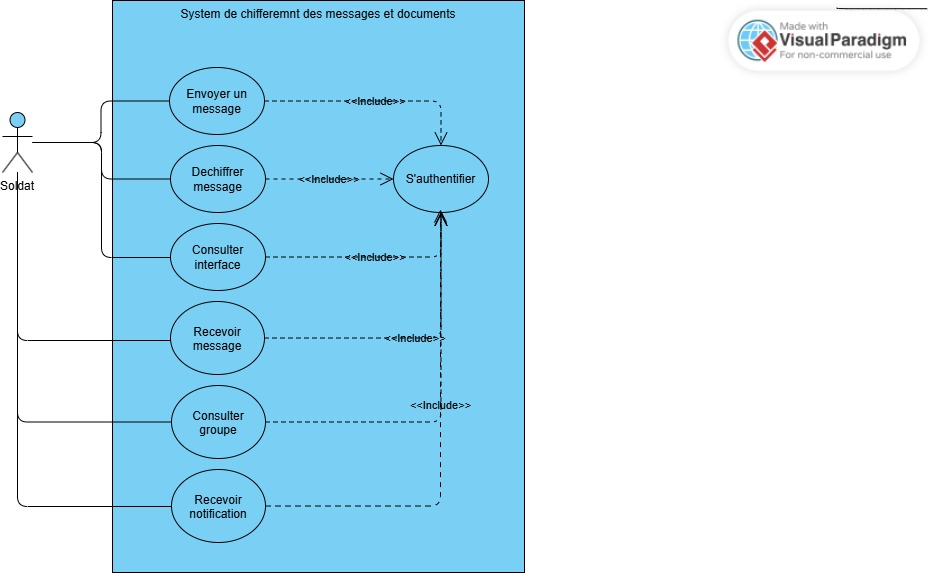 System de chifferemnt des messages et documents
Made with
Visual Paradigm
For non-commercial use
Envoyer un
message
<<Include>>
Soldat
Dechiffrer
message
<<Include>>
S'authentifier
Consulter
interface
<<Include>>
Recevoir
message
<<Include>>
Consulter
groupe
<<Include>>
Recevoir
notification